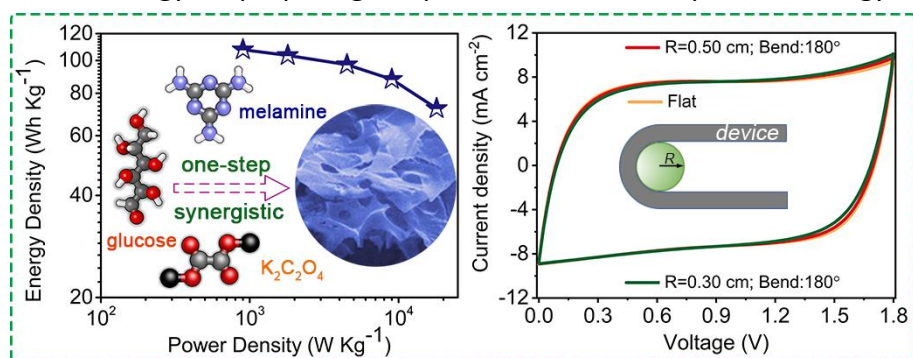 120
100
80
60
40
20
Energy Density (Wh Kg⁻¹)
10²
10³
10⁴
Power Density (W Kg⁻¹)
melamine
one-step
synergistic
glucose
K₂C₂O₄
12
8
4
0
-4
-8
-12
Current density (mA cm⁻²)
0.0
0.3
0.6
0.9
1.2
1.5
1.8
Voltage (V)
R=0.50 cm; Bend:180°
Flat
device
R
R=0.30 cm; Bend:180°